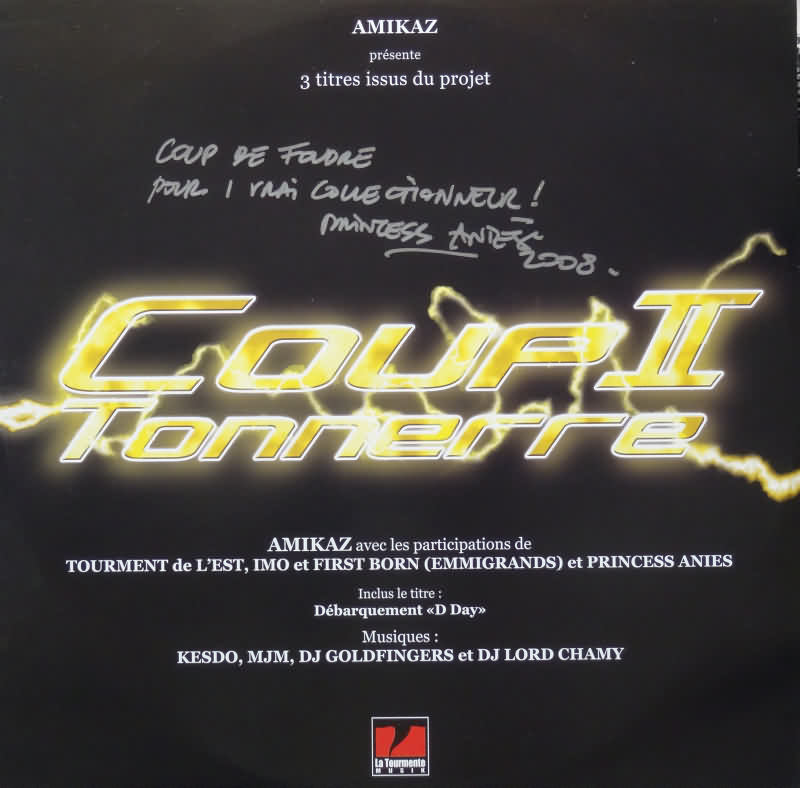 AMIKAZ
présente
3 titres issus du projet
COUP DE FOUDRE
POUR 1 VRAI COLLECTIONNEUR !
PRINCESS ANIES
2008.
COUP II
TONNERRE
AMIKAZ avec les participations de
TOURMENT de L'EST, IMO et FIRST BORN (EMMIGRANDS) et PRINCESS ANIES
Inclus le titre :
Débarquement «D Day»
Musiques :
KESDO, MJM, DJ GOLDFINGERS et DJ LORD CHAMY
La Tourmente
MUSIK